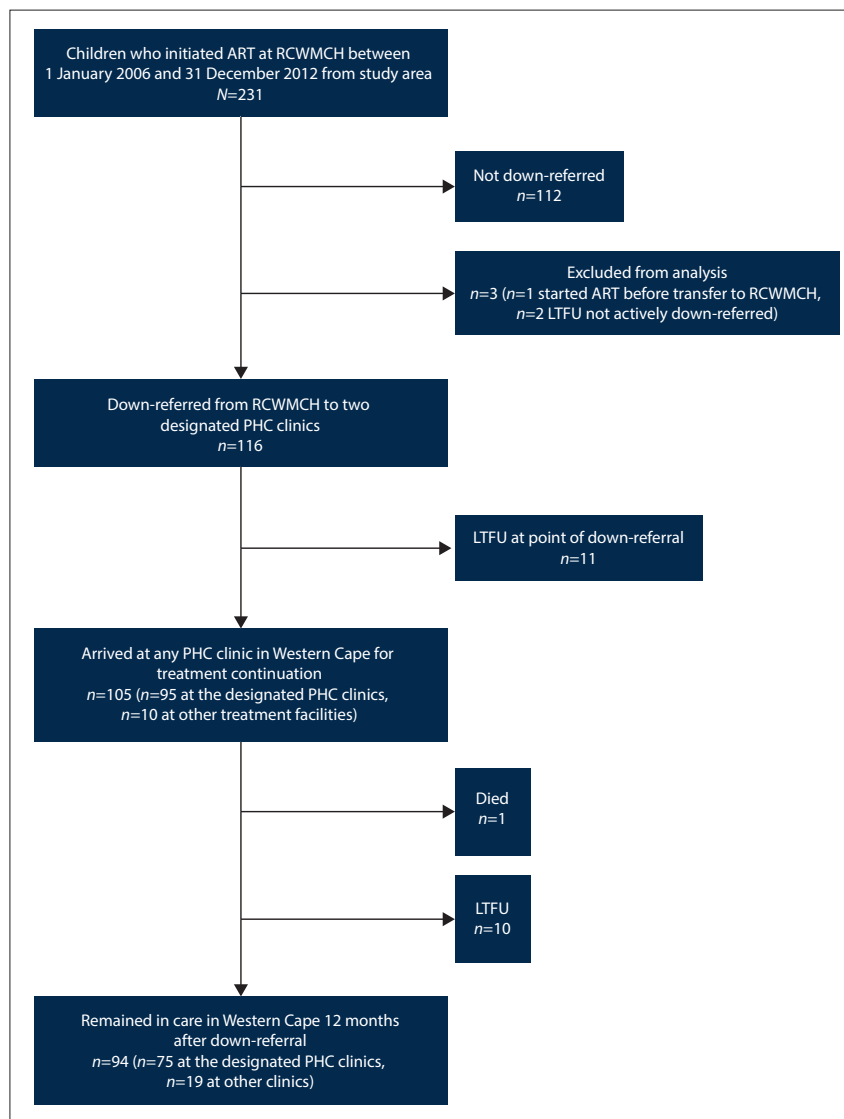 Children who initiated ART at RCWMCH between
1 January 2006 and 31 December 2012 from study area
N=231
Not down-referred
n=112
Excluded from analysis
n=3 (n=1 started ART before transfer to RCWMCH,
n=2 LTFU not actively down-referred)
Down-referred from RCWMCH to two
designated PHC clinics
n=116
LTFU at point of down-referral
n=11
Arrived at any PHC clinic in Western Cape for
treatment continuation
n=105 (n=95 at the designated PHC clinics,
n=10 at other treatment facilities)
Died
n=1
LTFU
n=10
Remained in care in Western Cape 12 months
after down-referral
n=94 (n=75 at the designated PHC clinics,
n=19 at other clinics)